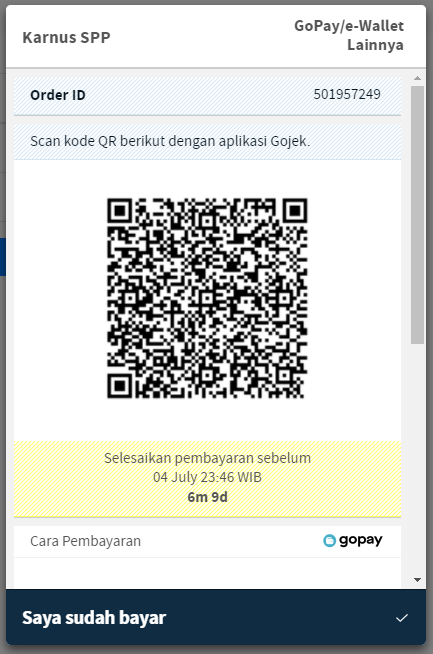 Karnus SPP
GoPay/e-Wallet
Lainnya
Order ID
501957249
Scan kode QR berikut dengan aplikasi Gojek.
Selesaikan pembayaran sebelum
04 July 23:46 WIB
6m 9d
Cara Pembayaran
gopay
Saya sudah bayar